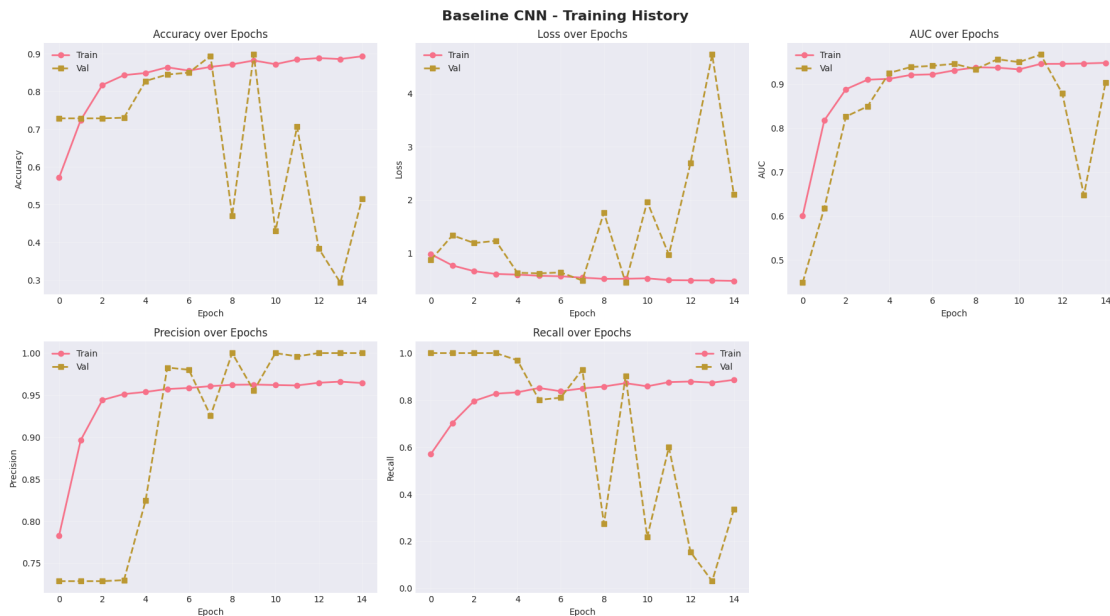 Baseline CNN - Training History
Accuracy over Epochs
Train
Val
0.9
0.8
0.7
0.6
0.5
0.4
0.3
Accuracy
0 2 4 6 8 10 12 14
Epoch
Loss over Epochs
Train
Val
4
3
2
1
Loss
0 2 4 6 8 10 12 14
Epoch
AUC over Epochs
Train
Val
0.9
0.8
0.7
0.6
0.5
AUC
0 2 4 6 8 10 12 14
Epoch
Precision over Epochs
Train
Val
1.00
0.95
0.90
0.85
0.80
0.75
Precision
0 2 4 6 8 10 12 14
Epoch
Recall over Epochs
Train
Val
1.0
0.8
0.6
0.4
0.2
0.0
Recall
0 2 4 6 8 10 12 14
Epoch